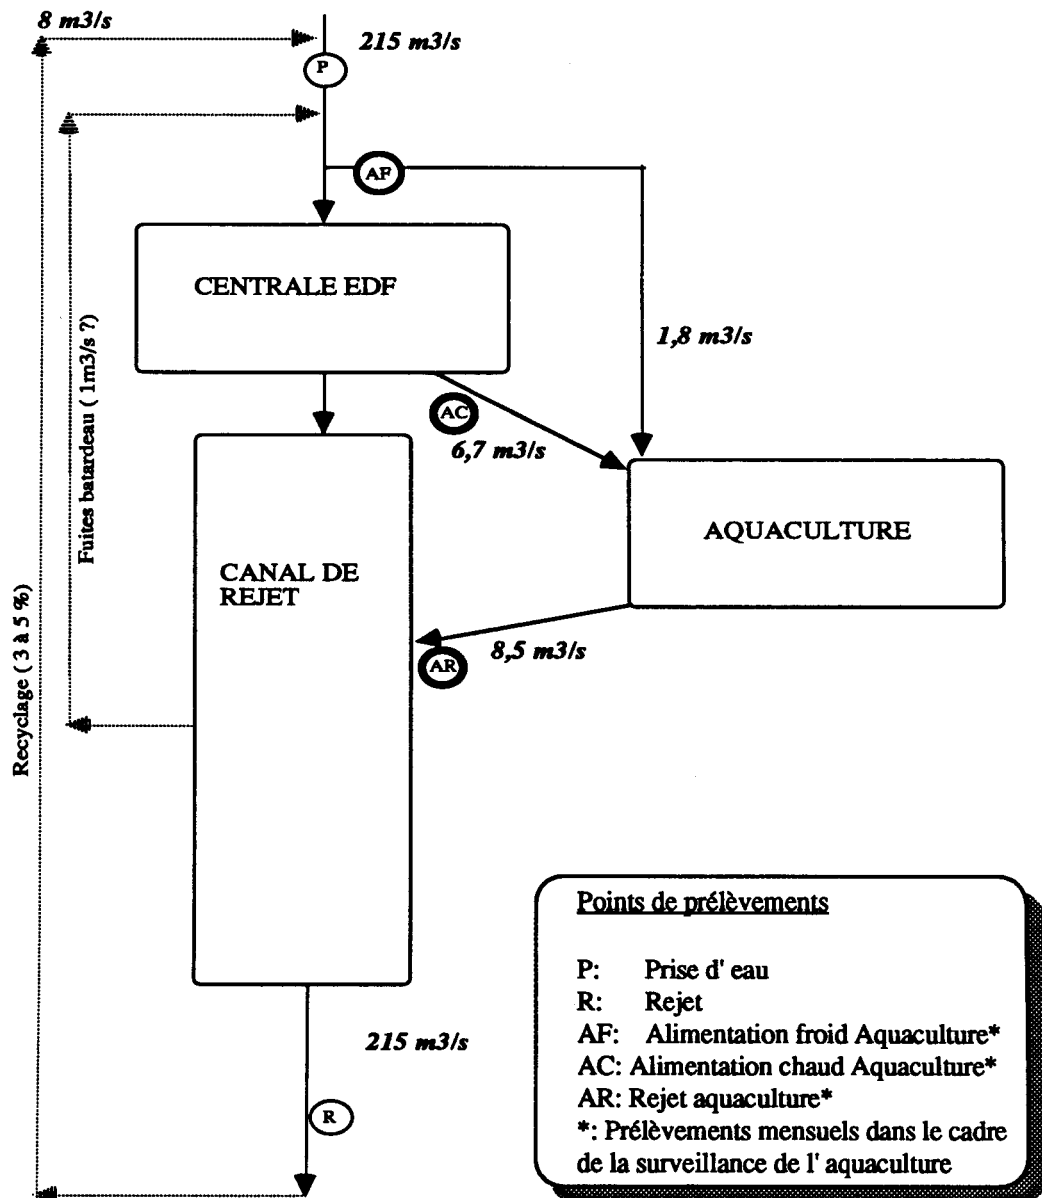 8 m3/s
215 m3/s
P
AF
CENTRALE EDF
1,8 m3/s
Fuites batardeau ( 1m3/s ?)
AC
6,7 m3/s
AQUACULTURE
CANAL DE
REJET
8,5 m3/s
AR
Recyclage ( 3 à 5 %)
215 m3/s
R
Points de prélèvements
P: Prise d' eau
R: Rejet
AF: Alimentation froid Aquaculture*
AC: Alimentation chaud Aquaculture*
AR: Rejet aquaculture*
*: Prélèvements mensuels dans le cadre
de la surveillance de l' aquaculture